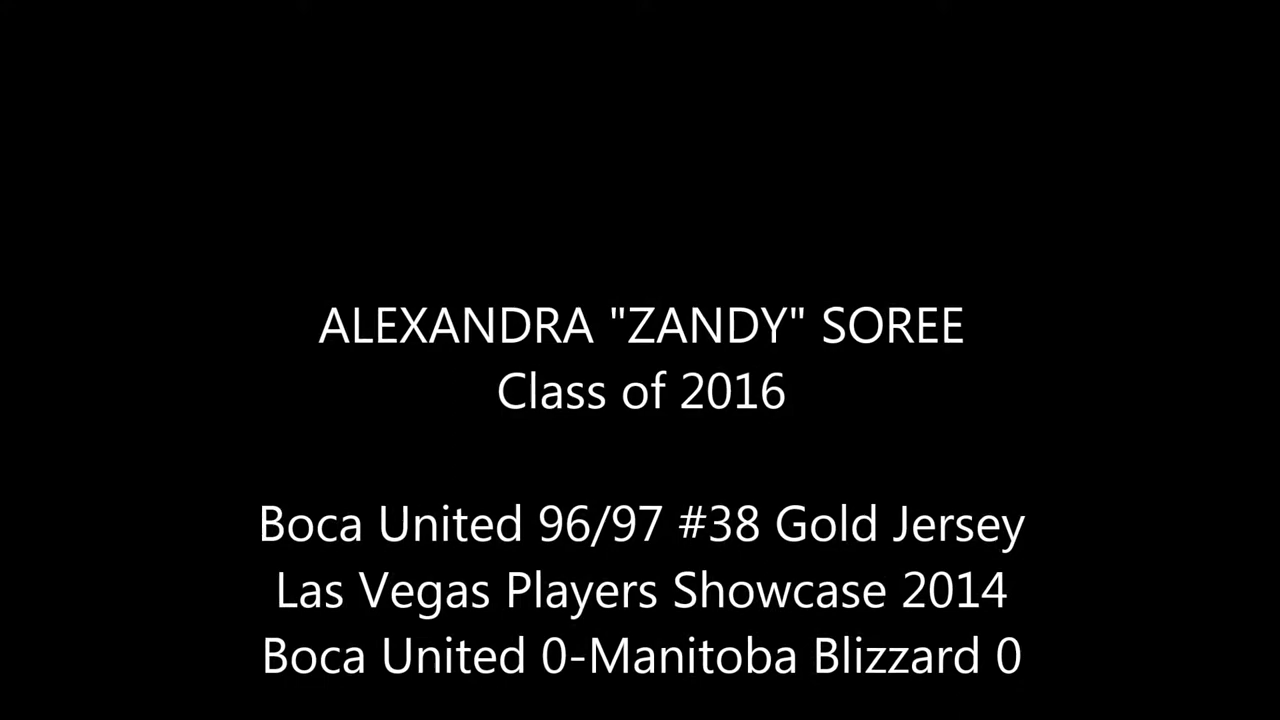 ALEXANDRA "ZANDY" SOREE
Class of 2016
Boca United 96/97 #38 Gold Jersey
Las Vegas Players Showcase 2014
Boca United 0-Manitoba Blizzard 0